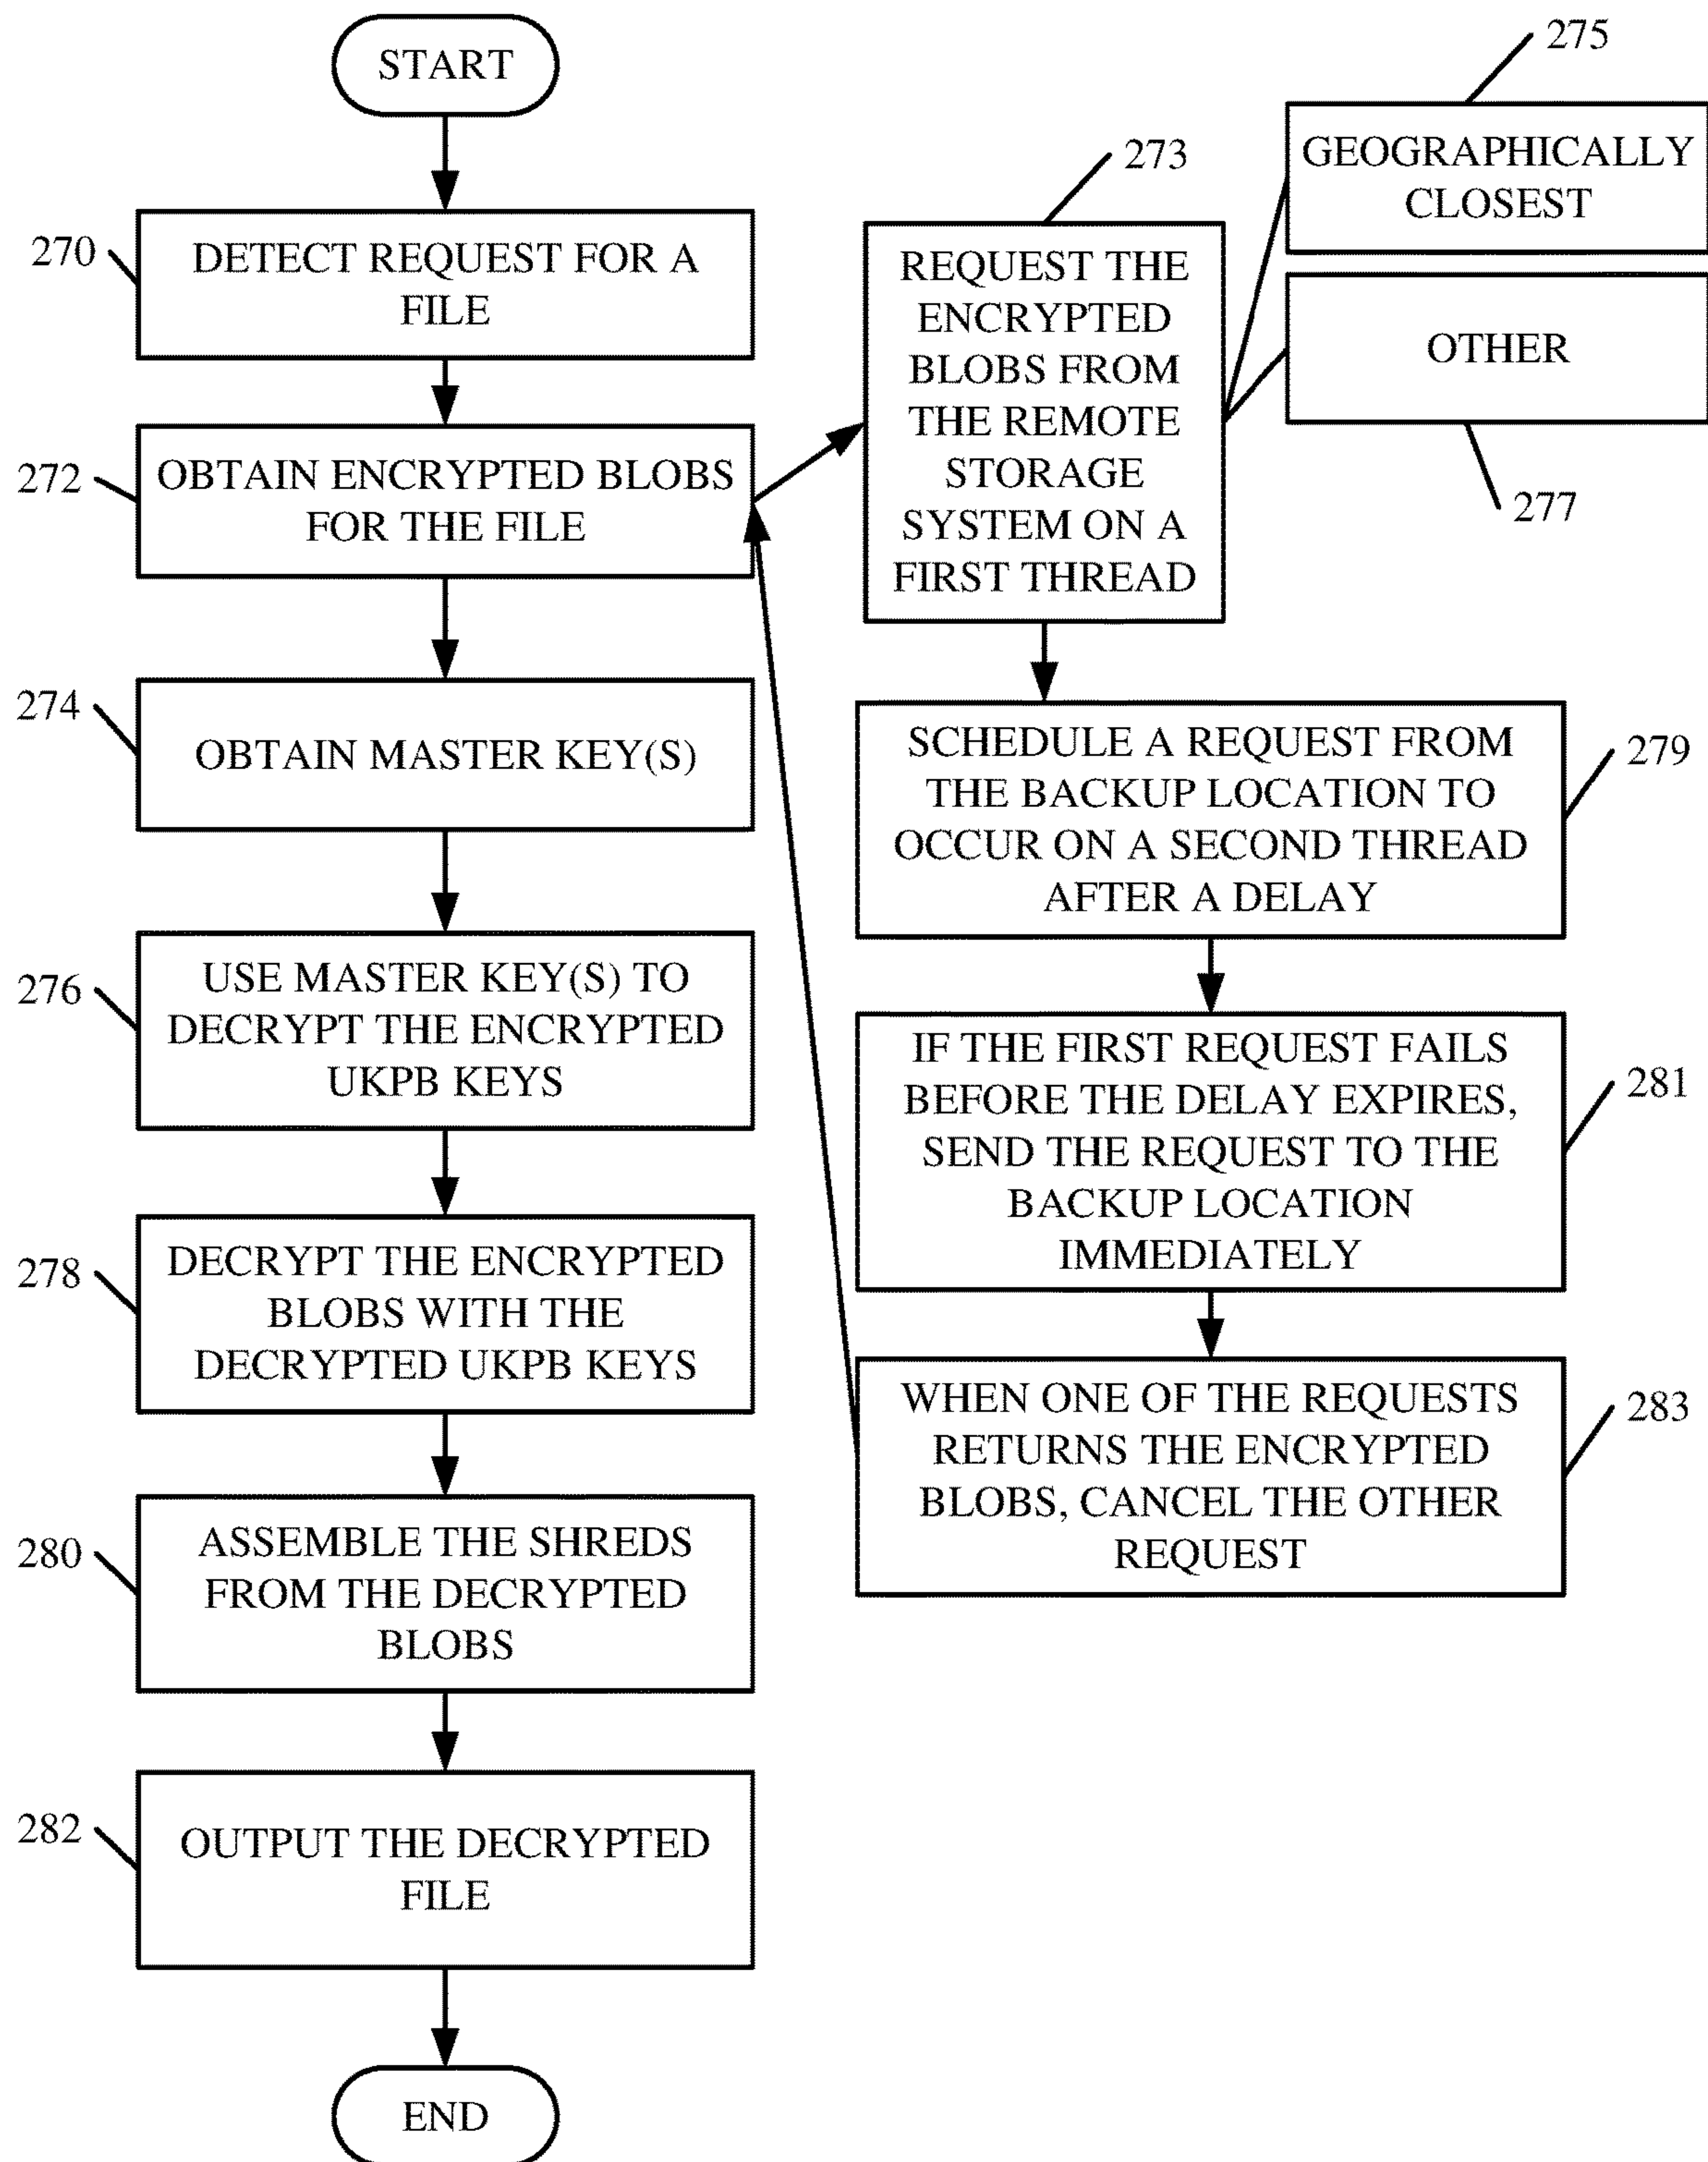 START
270
DETECT REQUEST FOR A
FILE
272
OBTAIN ENCRYPTED BLOBS
FOR THE FILE
274
OBTAIN MASTER KEY(S)
276
USE MASTER KEY(S) TO
DECRYPT THE ENCRYPTED
UKPB KEYS
278
DECRYPT THE ENCRYPTED
BLOBS WITH THE
DECRYPTED UKPB KEYS
280
ASSEMBLE THE SHREDS
FROM THE DECRYPTED
BLOBS
282
OUTPUT THE DECRYPTED
FILE
END
273
REQUEST THE
ENCRYPTED
BLOBS FROM
THE REMOTE
STORAGE
SYSTEM ON A
FIRST THREAD
275
GEOGRAPHICALLY
CLOSEST
OTHER
277
SCHEDULE A REQUEST FROM
THE BACKUP LOCATION TO
OCCUR ON A SECOND THREAD
AFTER A DELAY
279
IF THE FIRST REQUEST FAILS
BEFORE THE DELAY EXPIRES,
SEND THE REQUEST TO THE
BACKUP LOCATION
IMMEDIATELY
281
WHEN ONE OF THE REQUESTS
RETURNS THE ENCRYPTED
BLOBS, CANCEL THE OTHER
REQUEST
283